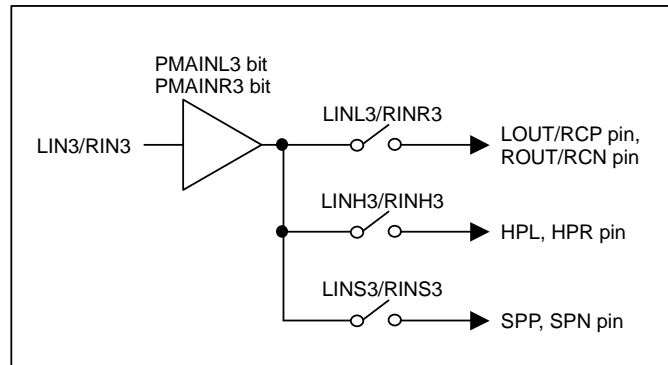 PMAINL3 bit
PMAINR3 bit
LIN3/RIN3
LINL3/RINR3
LOUT/RCP pin,
ROUT/RCN pin
LINH3/RINH3
HPL, HPR pin
LINS3/RINS3
SPP, SPN pin